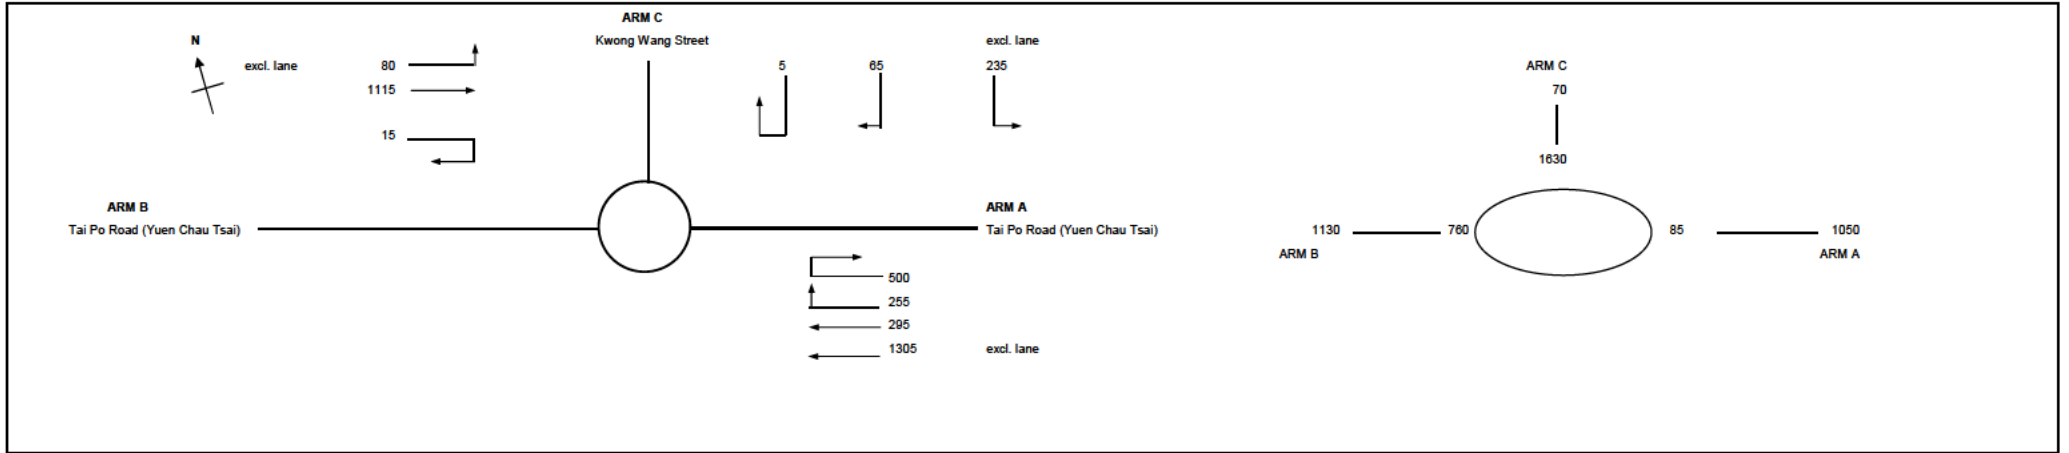 ARM C
N
Kwong Wang Street
excl. lane
excl. lane 80
5 65 235
ARM C
1115
70
15
1630
ARM B
ARM A
Tai Po Road (Yuen Chau Tsai)
Tai Po Road (Yuen Chau Tsai)
1130 760 85 1050
ARM B ARM A
500
255
295
1305 excl. lane